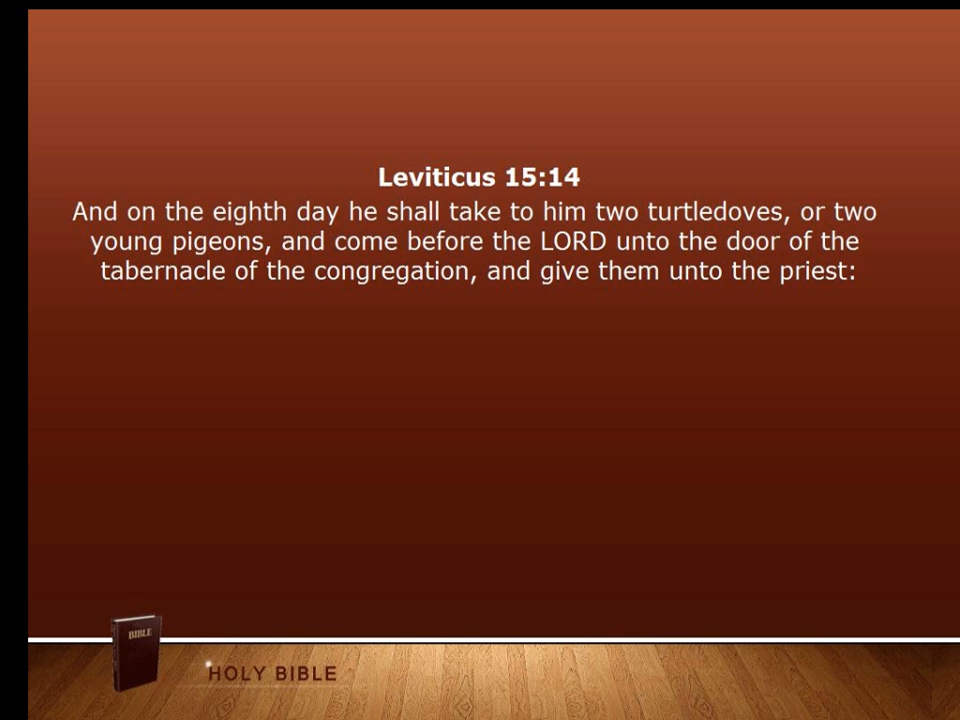 Leviticus 15:14
And on the eighth day he shall take to him two turtledoves, or two
young pigeons, and come before the LORD unto the door of the
tabernacle of the congregation, and give them unto the priest:
BIBLE
HOLY BIBLE